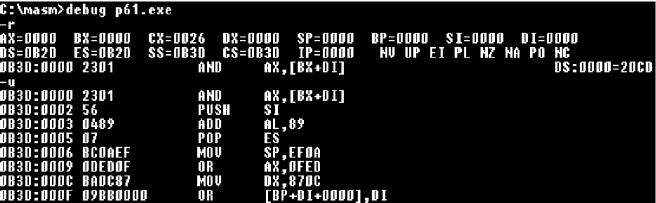 C:\masm>debug p61.exe
-r
AX=0000 BX=0000 CX=0026 DX=0000 SP=0000 BP=0000 SI=0000 DI=0000
DS=0B2D ES=0B2D SS=0B3D CS=0B3D IP=0000 NV UP EI PL NZ NA PO NC
0B3D:0000 2301 AND AX,[BX+DI] DS:0000=20CD
-u
0B3D:0000 2301 AND AX,[BX+DI]
0B3D:0002 56 PUSH SI
0B3D:0003 0489 ADD AL,89
0B3D:0005 07 POP ES
0B3D:0006 BC0AEF MOV SP,EF0A
0B3D:0009 0DED0F OR AX,0FED
0B3D:000C BA0C87 MOV DX,870C
0B3D:000F 09BB0000 OR [BP+DI+0000],DI